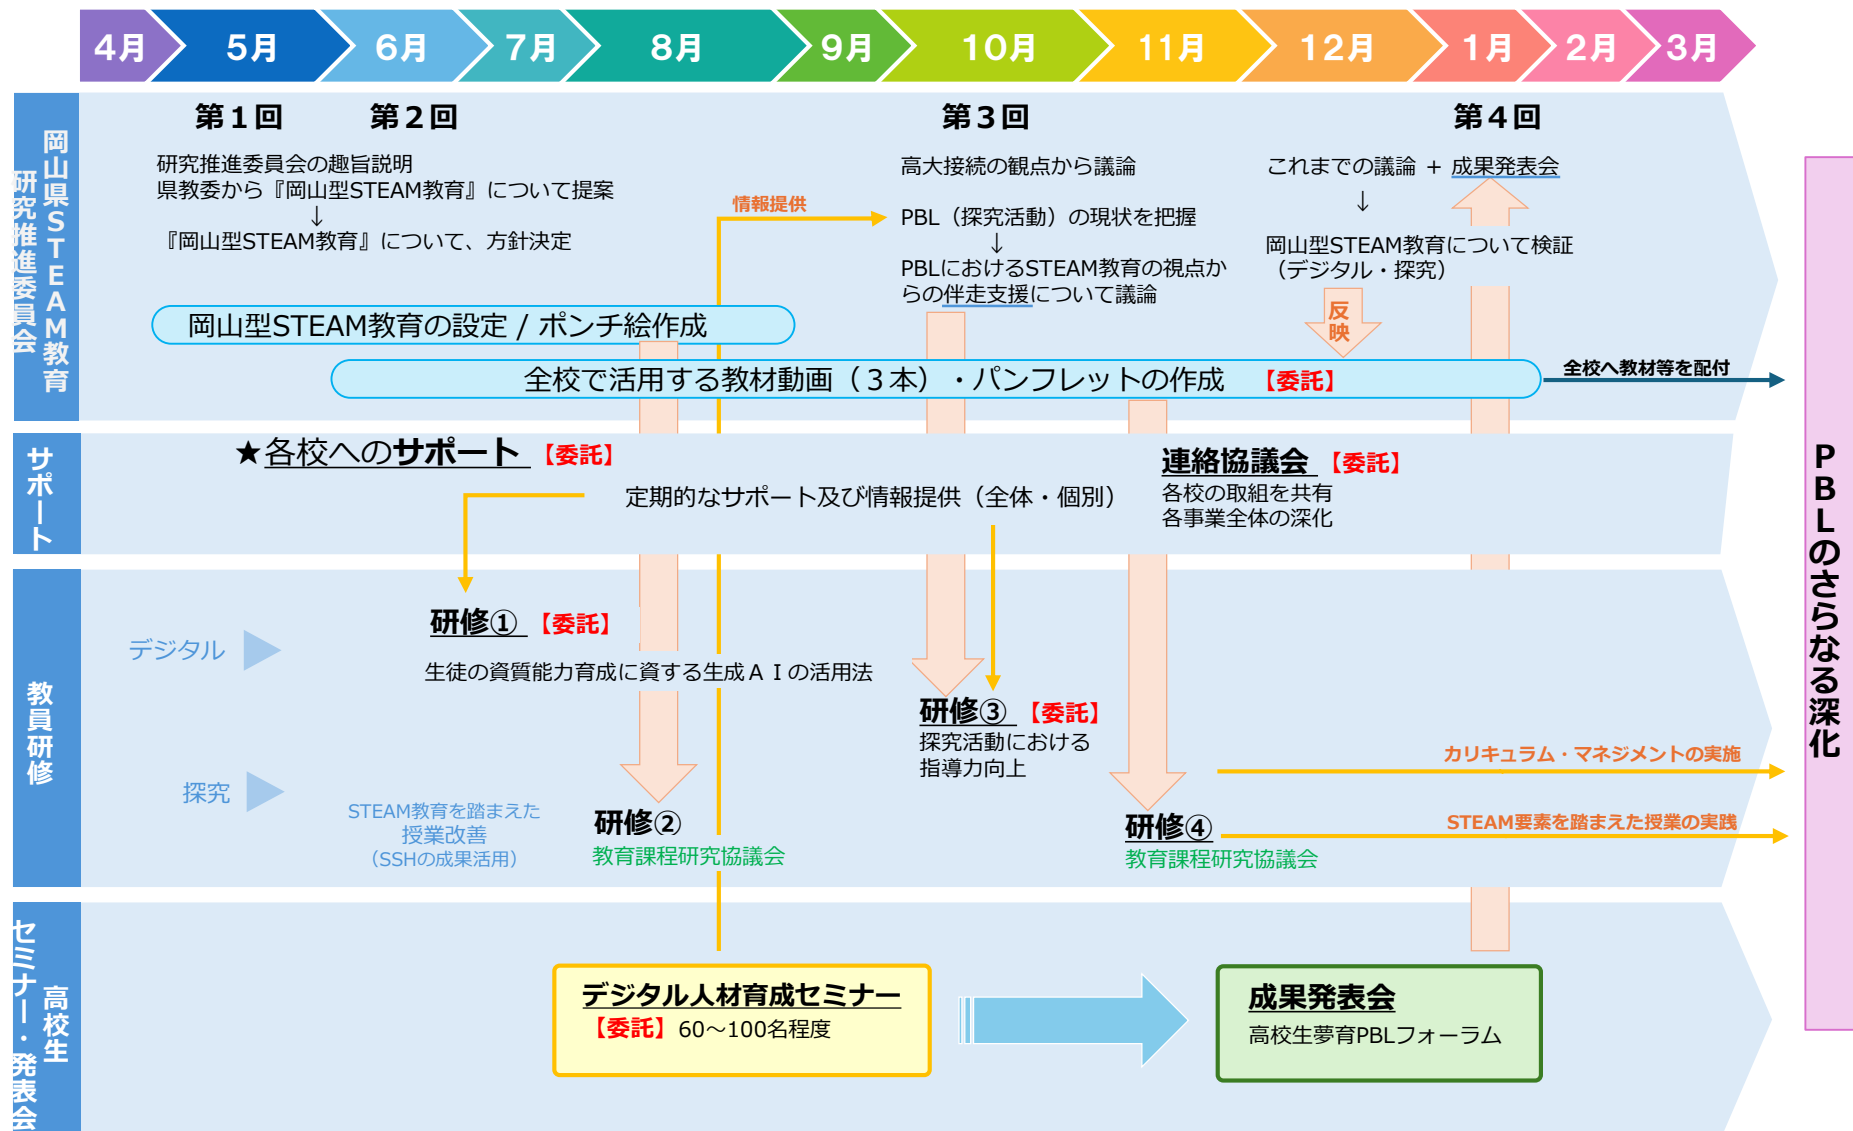 4月
5月
6月
7月
8月
9月
10月
11月
12月
1月
2月
3月
岡山県STEAM教育
研究推進委員会
第1回
第2回
第3回
第4回
研究推進委員会の趣旨説明
県教委から『岡山型STEAM教育』について提案
↓
『岡山型STEAM教育』について、方針決定
情報提供
高大接続の観点から議論
PBL（探究活動）の現状を把握
↓
PBLにおけるSTEAM教育の視点か
らの伴走支援について議論
これまでの議論 + 成果発表会
↓
岡山型STEAM教育について検証
（デジタル・探究）
反映
岡山型STEAM教育の設定 / ポンチ絵作成
全校で活用する教材動画（３本）・パンフレットの作成 【委託】
全校へ教材等を配付
サポート
★各校へのサポート 【委託】
定期的なサポート及び情報提供（全体・個別）
連絡協議会 【委託】
各校の取組を共有
各事業全体の深化
教員研修
デジタル
探究
研修① 【委託】
生徒の資質能力育成に資する生成ＡＩの活用法
STEAM教育を踏まえた
授業改善
（SSHの成果活用）
研修②
教育課程研究協議会
研修③ 【委託】
探究活動における
指導力向上
研修④
教育課程研究協議会
カリキュラム・マネジメントの実施
STEAM要素を踏まえた授業の実践
高校生
セミナー・発表会
デジタル人材育成セミナー
【委託】60～100名程度
成果発表会
高校生夢育PBLフォーラム
PBLのさらなる深化